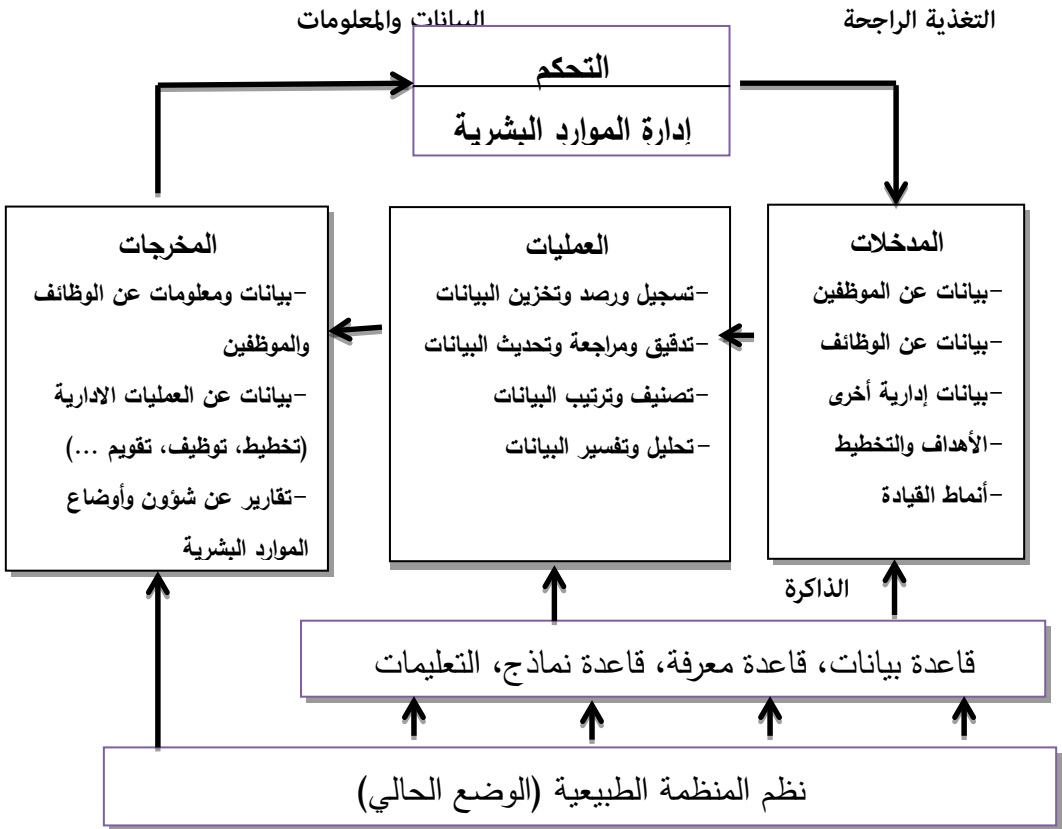 التغذية الراجحة
البيانات والمعلومات
التحكم
إدارة الموارد البشرية
المدخلات
-بيانات عن الموظفين
-بيانات عن الوظائف
-بيانات إدارية أخرى
-الأهداف والتخطيط
-أنماط القيادة
العمليات
-تسجيل ورصد وتخزين البيانات
-تدقيق ومراجعة وتحديث البيانات
-تصنيف وترتيب البيانات
-تحليل وتفسير البيانات
المخرجات
-بيانات ومعلومات عن الوظائف
والموظفين
-بيانات عن العمليات الادارية
(تخطيط، توظيف، تقويم ...)
-تقارير عن شؤون وأوضاع
الموارد البشرية
الذاكرة
قاعدة بيانات، قاعدة معرفة، قاعدة نماذج، التعليمات
نظم المنظمة الطبيعية (الوضع الحالي)